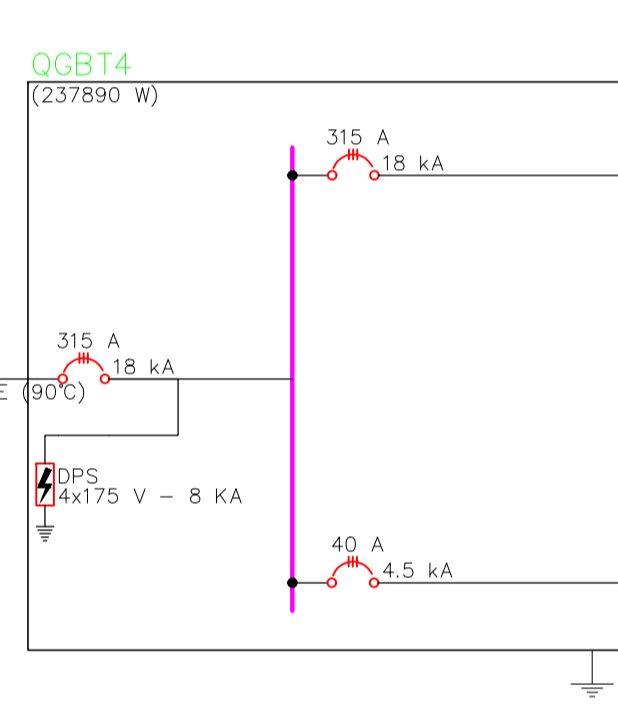 QGBT4
(237890 W)
315 A
18 kA
315 A
18 kA
E (90°C)
DPS
4x175 V - 8 KA
40 A
4.5 kA